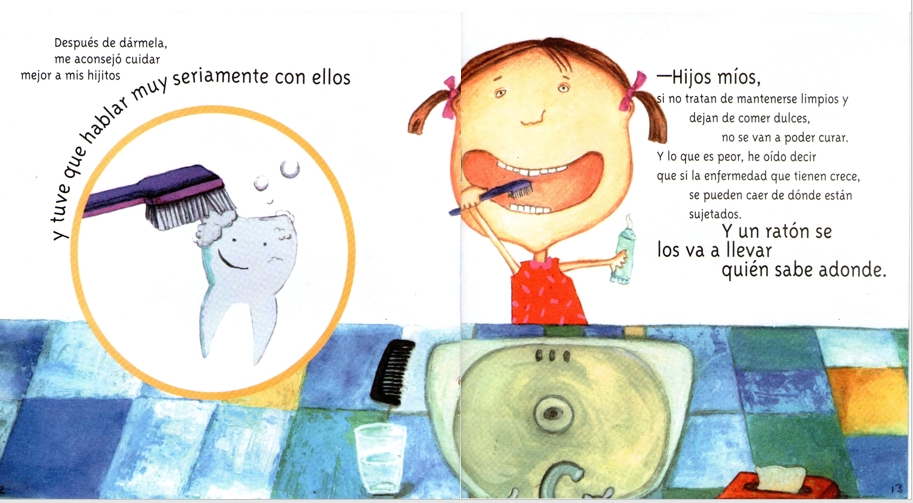 Después de dármela,
me aconsejó cuidar
mejor a mis hijitos
y tuve que hablar muy seriamente con ellos
—Hijos míos,
si no tratan de mantenerse limpios y
dejan de comer dulces,
no se van a poder curar.
Y lo que es peor, he oído decir
que si la enfermedad que tienen crece,
se pueden caer de dónde están
sujetados.
Y un ratón se
los va a llevar
quién sabe adonde.
13